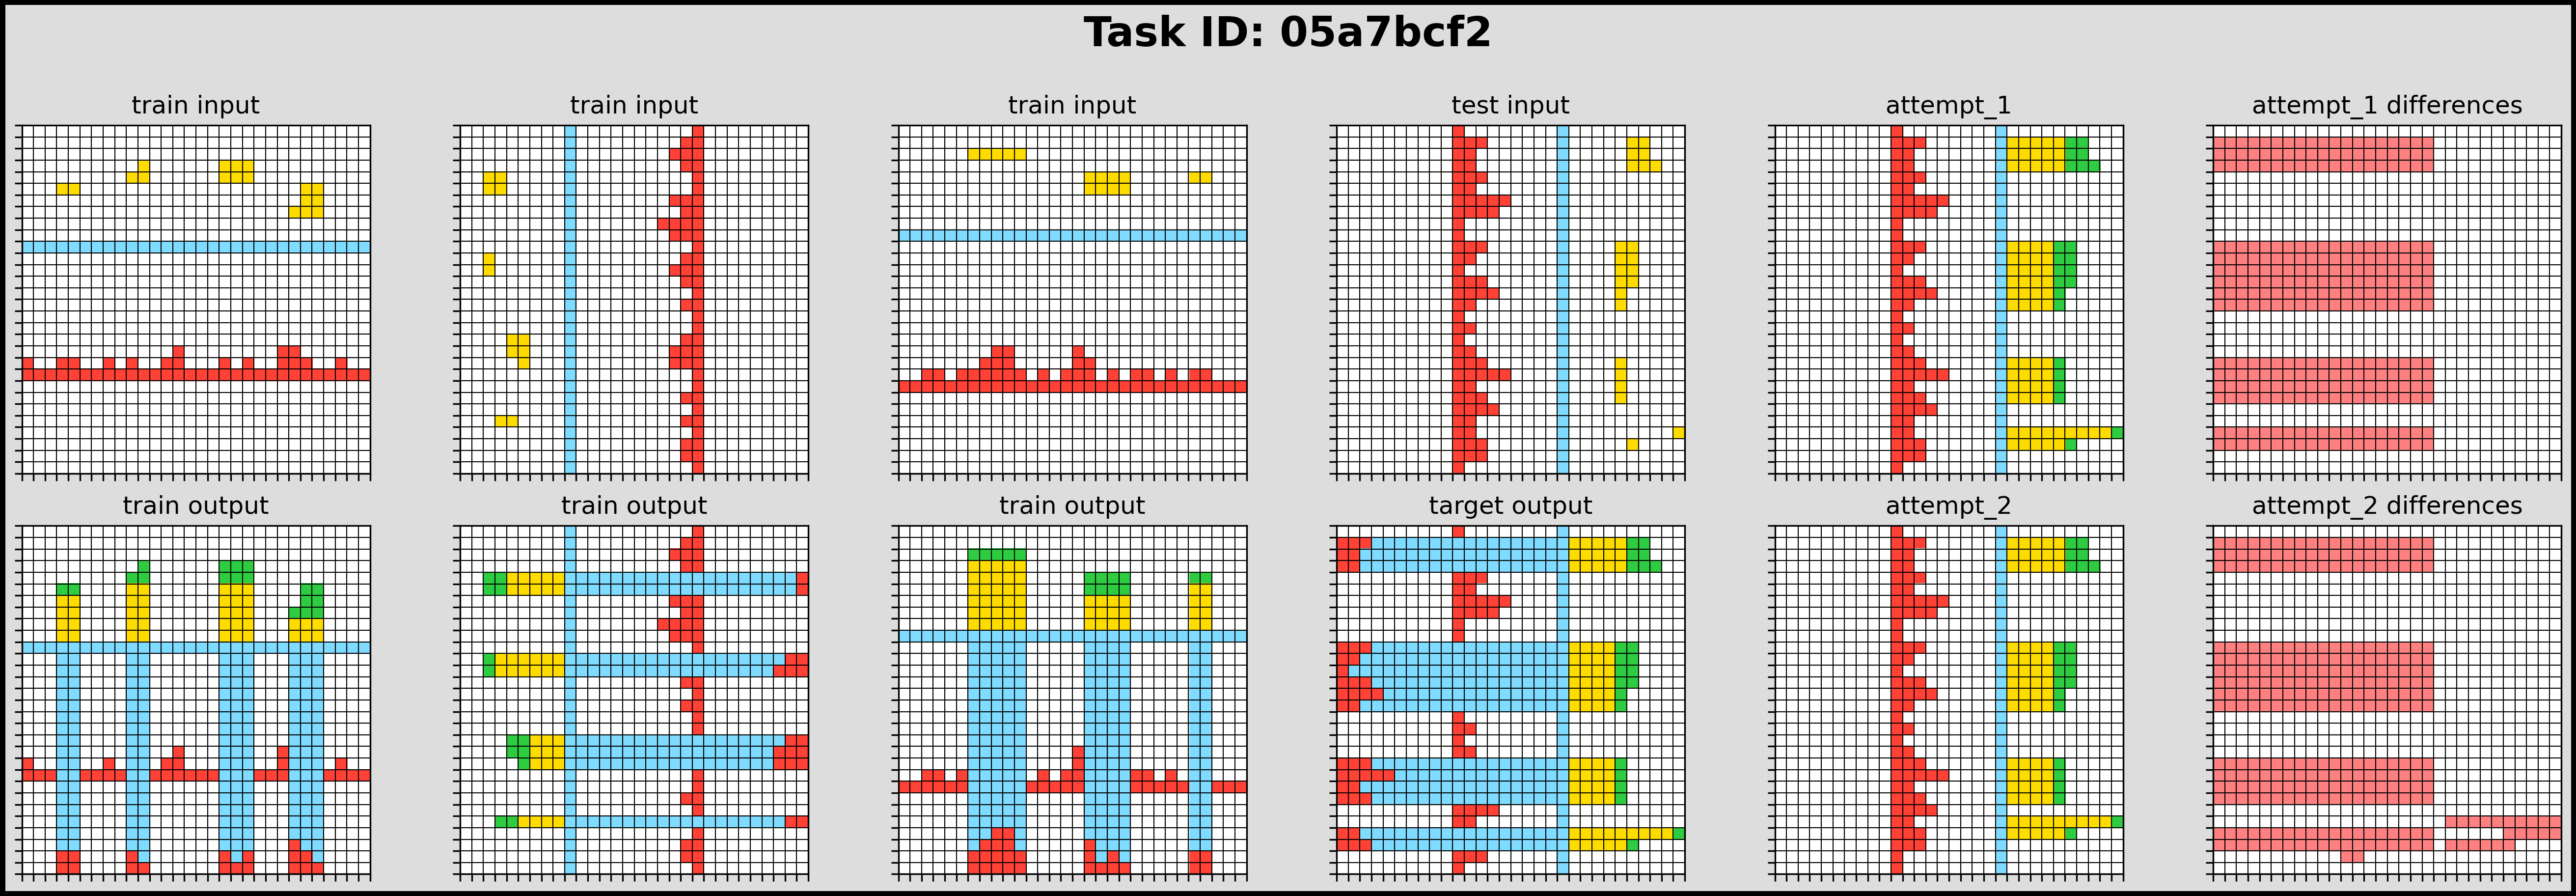 Task ID: 05a7bcf2
train input
train input
train input
test input
attempt_1
attempt_1 differences
train output
train output
train output
target output
attempt_2
attempt_2 differences